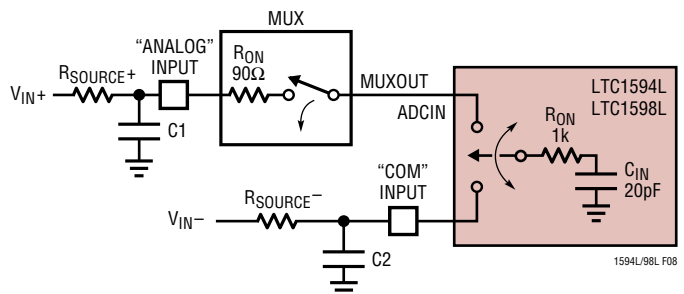 MUX
"ANALOG"
INPUT
RSOURCE+
VIN+
C1
RON
90Ω
MUXOUT
ADCIN
LTC1594L
LTC1598L
RON
1k
CIN
20pF
"COM"
INPUT
RSOURCE−
VIN−
C2
1594L/98L F08